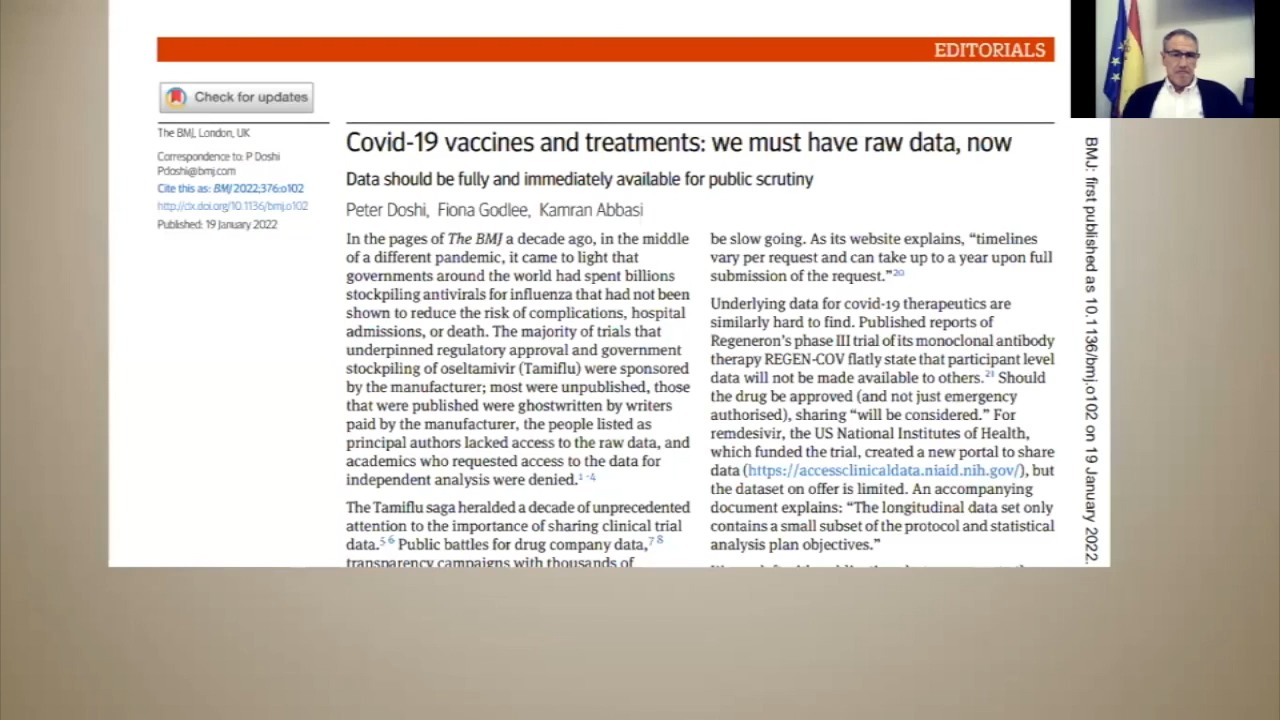 EDITORIALS
Check for updates
The BMJ, London, UK
Correspondence to: P Doshi
Pdoshi@bmj.com
Cite this as: BMJ 2022;376:o102
http://dx.doi.org/10.1136/bmj.o102
Published: 19 January 2022
Covid-19 vaccines and treatments: we must have raw data, now
Data should be fully and immediately available for public scrutiny
Peter Doshi, Fiona Godlee, Kamran Abbasi
In the pages of The BMJ a decade ago, in the middle
of a different pandemic, it came to light that
governments around the world had spent billions
stockpiling antivirals for influenza that had not been
shown to reduce the risk of complications, hospital
admissions, or death. The majority of trials that
underpinned regulatory approval and government
stockpiling of oseltamivir (Tamiflu) were sponsored
by the manufacturer; most were unpublished, those
that were published were ghostwritten by writers
paid by the manufacturer, the people listed as
principal authors lacked access to the raw data, and
academics who requested access to the data for
independent analysis were denied.1-4
The Tamiflu saga heralded a decade of unprecedented
attention to the importance of sharing clinical trial
data.5 6 Public battles for drug company data,7 8
transparency campaigns with thousands of
be slow going. As its website explains, “timelines
vary per request and can take up to a year upon full
submission of the request.”20
Underlying data for covid-19 therapeutics are
similarly hard to find. Published reports of
Regeneron’s phase III trial of its monoclonal antibody
therapy REGEN-COV flatly state that participant level
data will not be made available to others.21 Should
the drug be approved (and not just emergency
authorised), sharing “will be considered.” For
remdesivir, the US National Institutes of Health,
which funded the trial, created a new portal to share
data (https://accessclinicaldata.niaid.nih.gov/), but
the dataset on offer is limited. An accompanying
document explains: “The longitudinal data set only
contains a small subset of the protocol and statistical
analysis plan objectives.”
BMJ: first published as 10.1136/bmj.o102 on 19 January 2022.